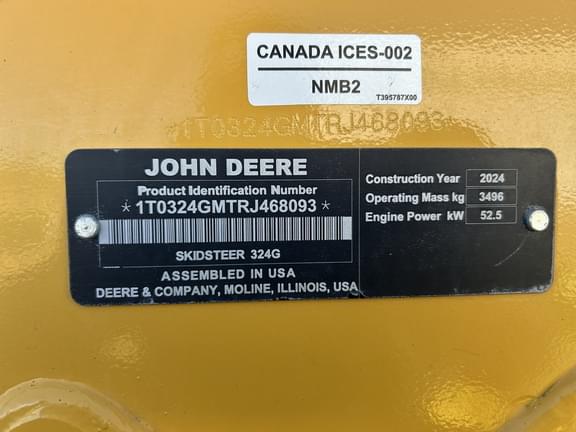 CANADA ICES-002
NMB2
T395787X00
1T0324GMTRJ468093
JOHN DEERE
Product Identification Number
*1T0324GMTRJ468093*
SKIDSTEER 324G
ASSEMBLED IN USA
DEERE & COMPANY, MOLINE, ILLINOIS, USA
Construction Year 2024
Operating Mass kg 3496
Engine Power kW 52.5